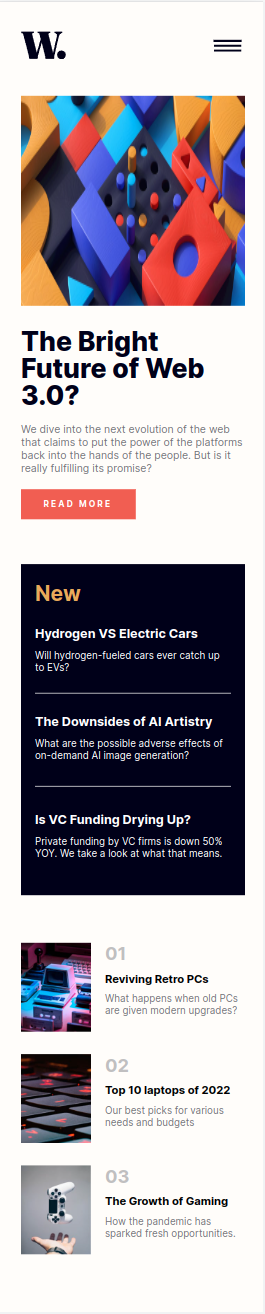 W.
The Bright
Future of Web
3.0?
We dive into the next evolution of the web
that claims to put the power of the platforms
back into the hands of the people. But is it
really fulfilling its promise?
READ MORE
New
Hydrogen VS Electric Cars
Will hydrogen-fueled cars ever catch up
to EVs?
The Downsides of AI Artistry
What are the possible adverse effects of
on-demand AI image generation?
Is VC Funding Drying Up?
Private funding by VC firms is down 50%
YOY. We take a look at what that means.
01
Reviving Retro PCs
What happens when old PCs
are given modern upgrades?
02
Top 10 laptops of 2022
Our best picks for various
needs and budgets
03
The Growth of Gaming
How the pandemic has
sparked fresh opportunities.